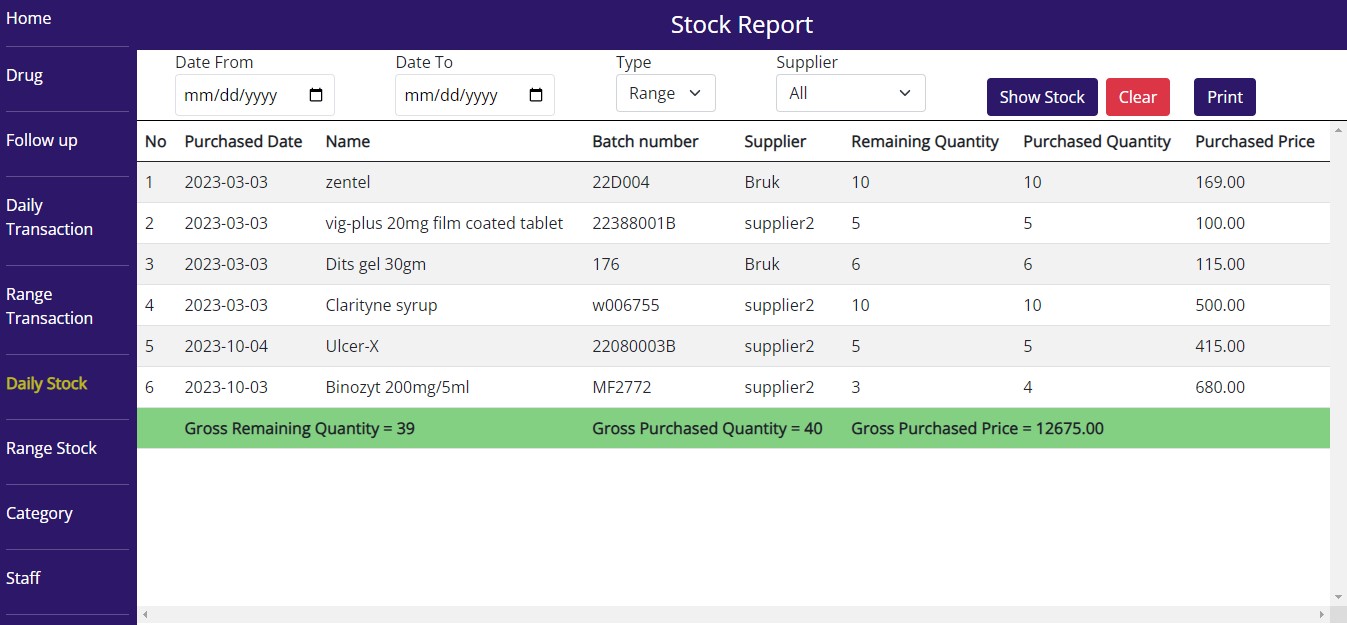 Home
Drug
Follow up
Daily
Transaction
Range
Transaction
Daily Stock
Range Stock
Category
Staff
Stock Report
Date From Date To Type Supplier
mm/dd/yyyy mm/dd/yyyy Range All Show Stock Clear Print
No Purchased Date Name Batch number Supplier Remaining Quantity Purchased Quantity Purchased Price
1 2023-03-03 zentel 22D004 Bruk 10 10 169.00
2 2023-03-03 vig-plus 20mg film coated tablet 22388001B supplier2 5 5 100.00
3 2023-03-03 Dits gel 30gm 176 Bruk 6 6 115.00
4 2023-03-03 Clarityne syrup w006755 supplier2 10 10 500.00
5 2023-10-04 Ulcer-X 22080003B supplier2 5 5 415.00
6 2023-10-03 Binozyt 200mg/5ml MF2772 supplier2 3 4 680.00
Gross Remaining Quantity = 39 Gross Purchased Quantity = 40 Gross Purchased Price = 12675.00